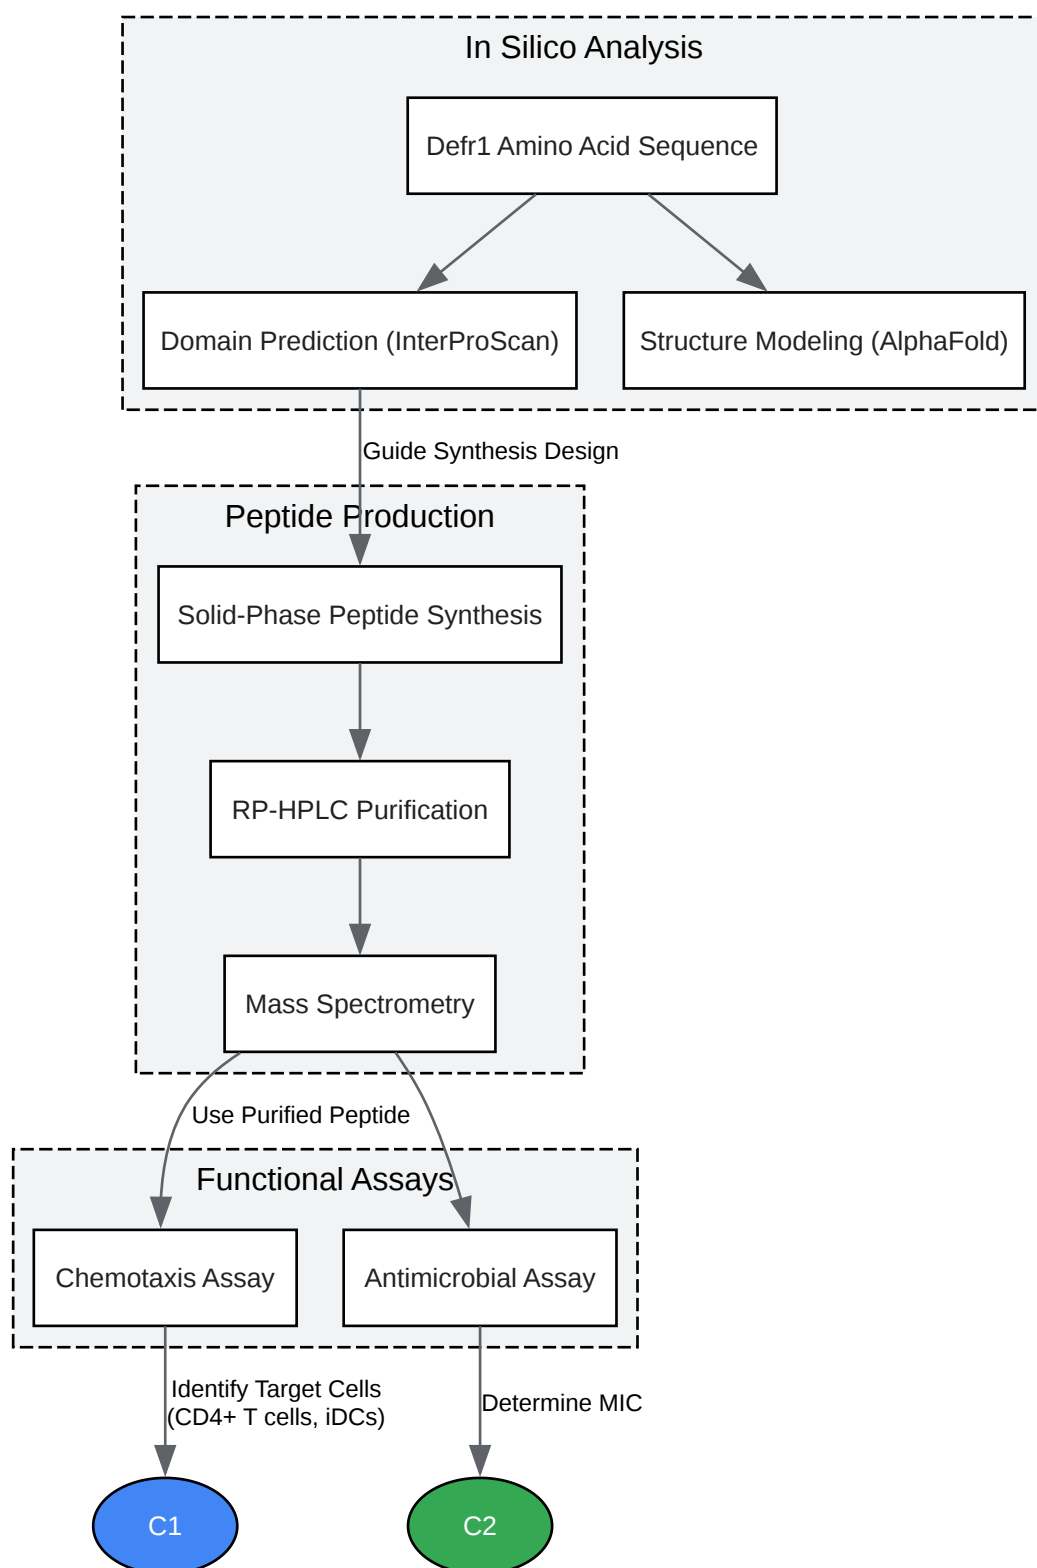 In Silico Analysis
Defr1 Amino Acid Sequence
Domain Prediction (InterProScan)
Structure Modeling (AlphaFold)
Guide Synthesis Design
Peptide Production
Solid-Phase Peptide Synthesis
RP-HPLC Purification
Mass Spectrometry
Use Purified Peptide
Functional Assays
Chemotaxis Assay
Antimicrobial Assay
Identify Target Cells
(CD4+ T cells, iDCs)
Determine MIC
C1
C2